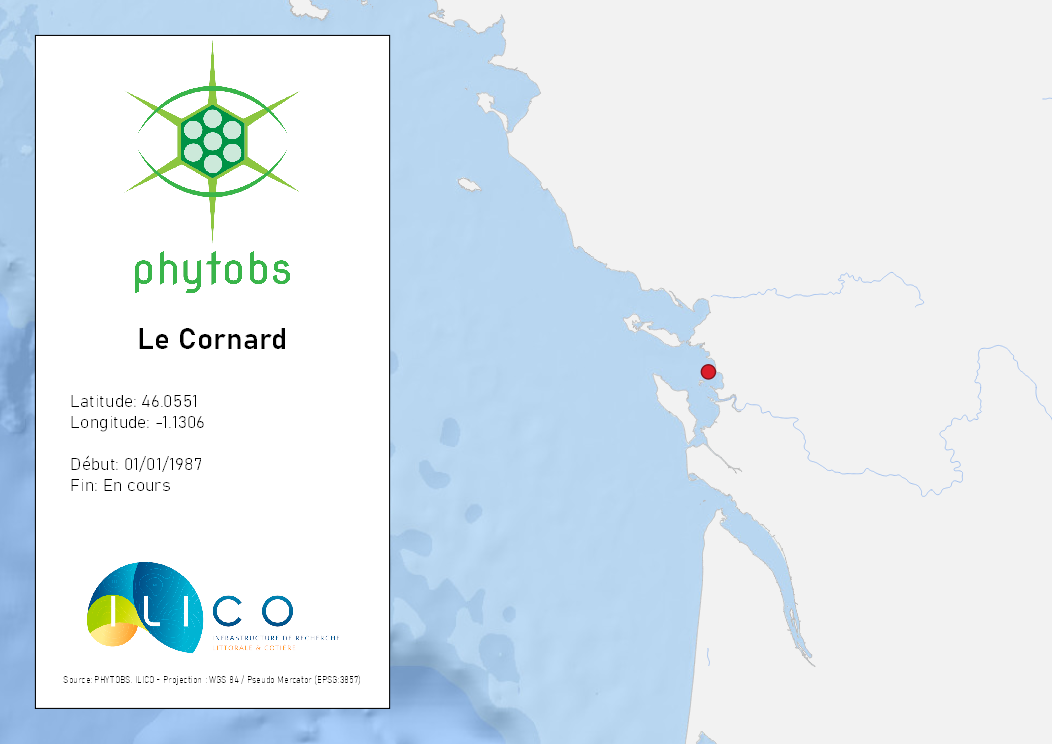 phytobs
Le Cornard
Latitude: 46.0551
Longitude: -1.1306
Début: 01/01/1987
Fin: En cours
ILICO
INFRASTRUCTURE DE RECHERCHE
LITTORALE & COTIERE
Source: PHYTOBS, ILICO - Projection : WGS 84 / Pseudo Mercator (EPSG:3857)